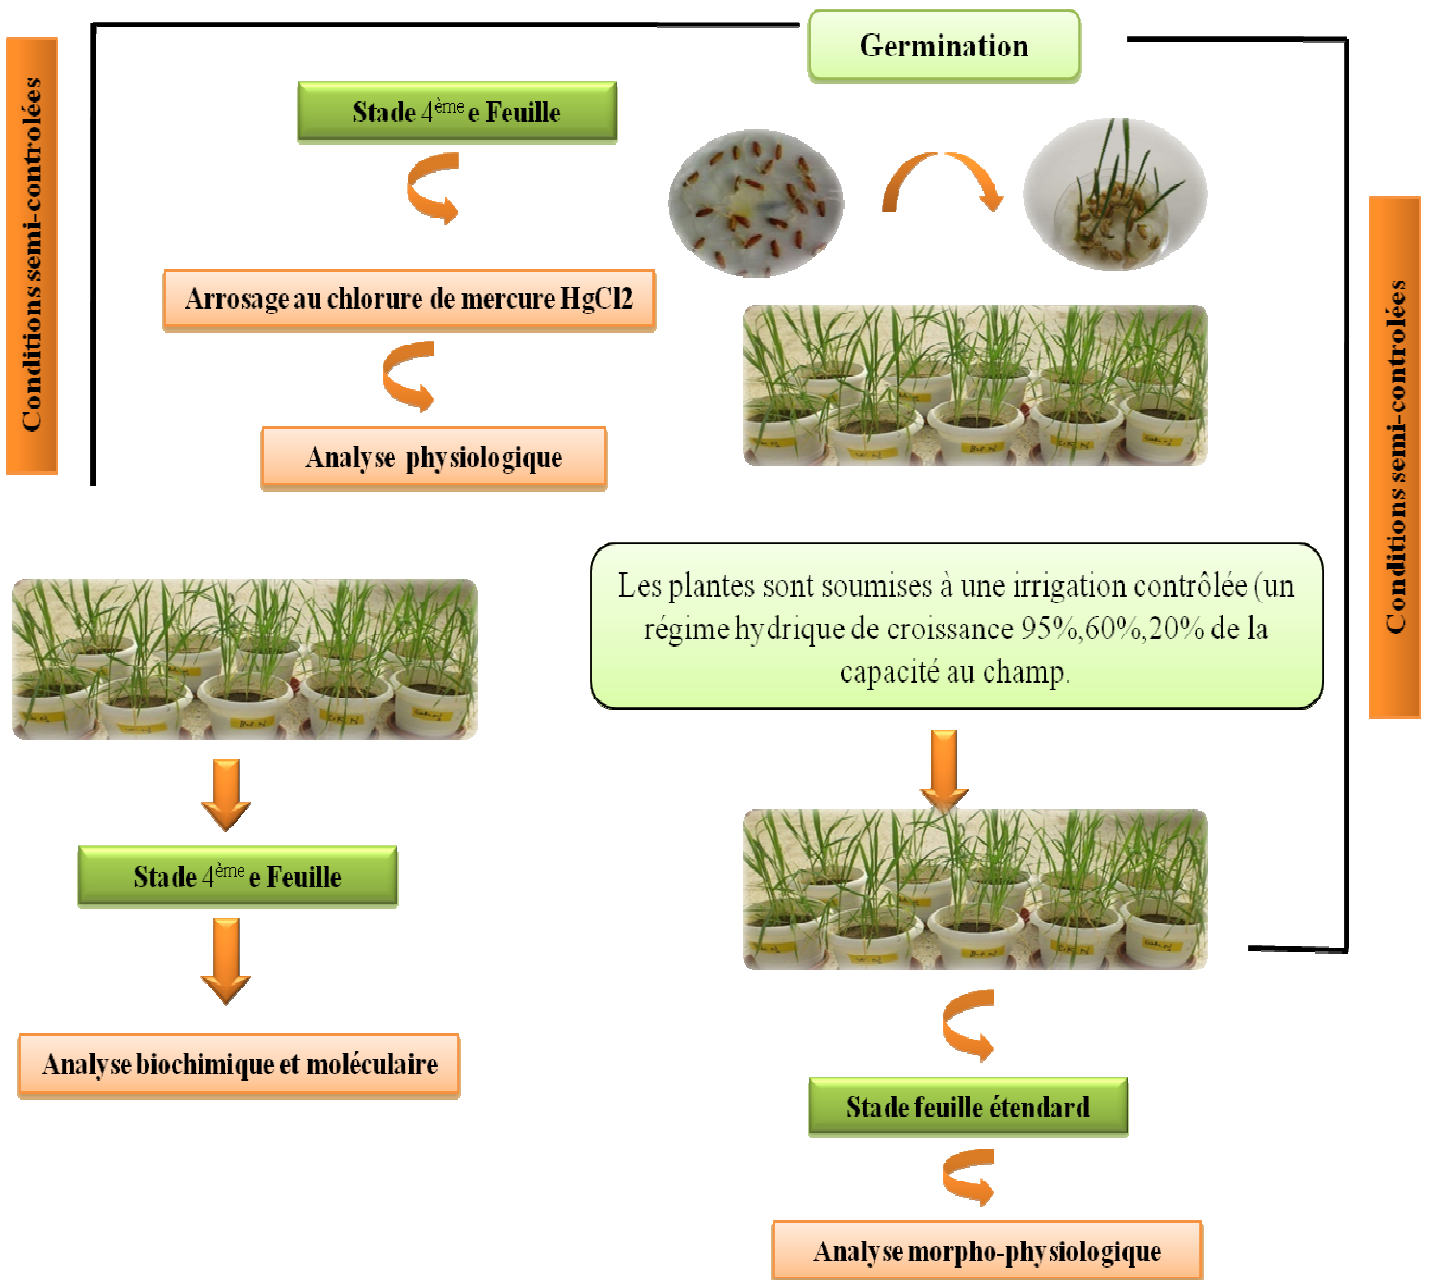 Germination
Conditions semi-controlées
Stade 4ème e Feuille
Arrosage au chlorure de mercure HgCl2
Analyse physiologique
Conditions semi-controlées
Les plantes sont soumises à une irrigation contrôlée (un
régime hydrique de croissance 95%,60%,20% de la
capacité au champ.
Stade 4ème e Feuille
Analyse biochimique et moléculaire
Stade feuille étendard
Analyse morpho-physiologique